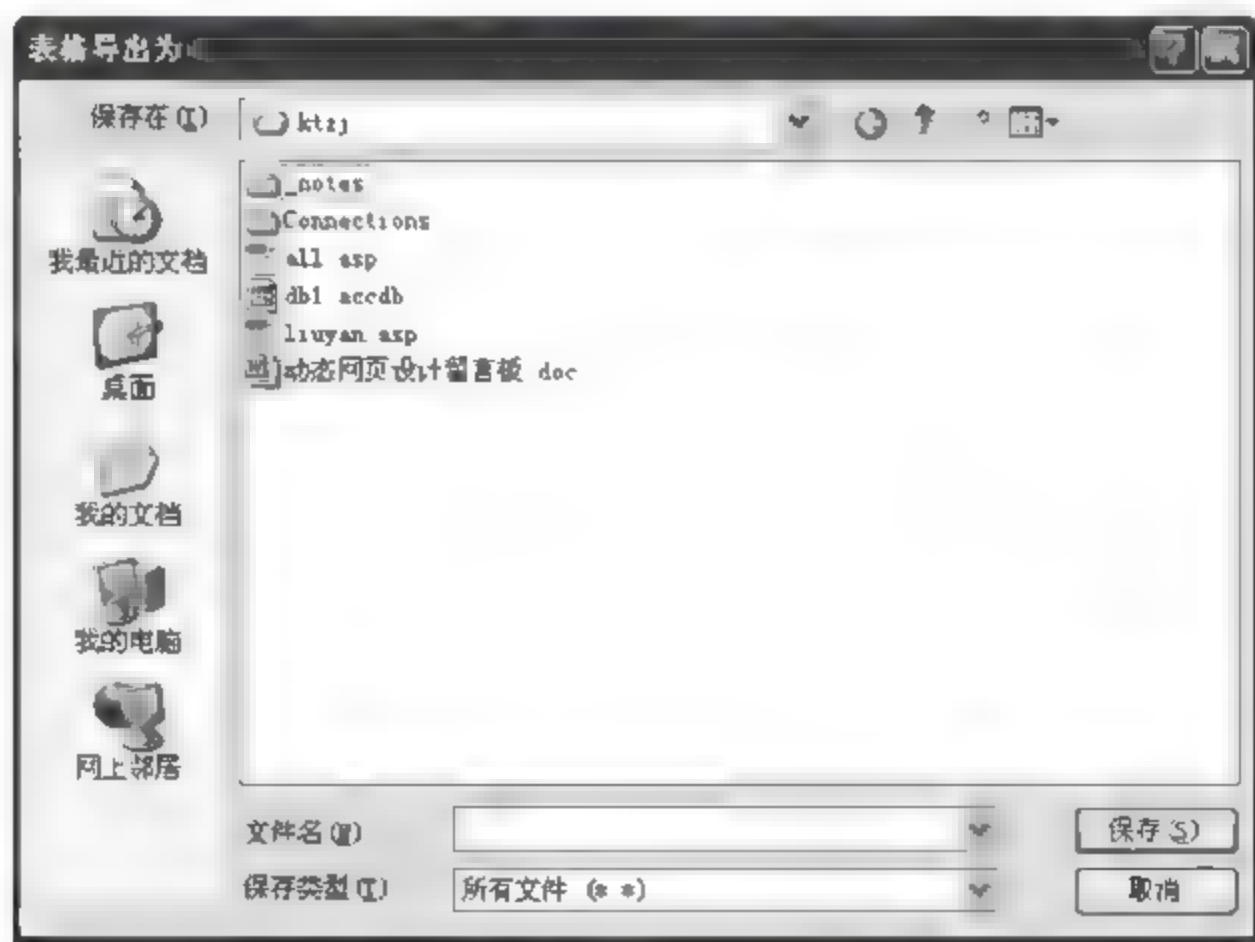 表格导出为
保存在(I)
ktzj
_notes
Connections
all asp
db1 accdb
liuyan asp
动态网页设计留言板 doc
我最近的文档
桌面
我的文档
我的电脑
网上邻居
文件名(N)
保存(S)
保存类型(T)
所有文件 (* *)
取消